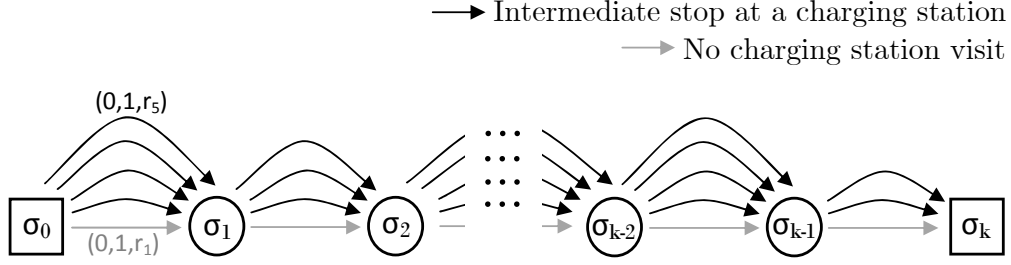 Intermediate stop at a charging station
No charging station visit
(0,1,r₅)
σ₀ σ₁ σ₂ σₖ₋₂ σₖ₋₁ σₖ
(0,1,r₁)